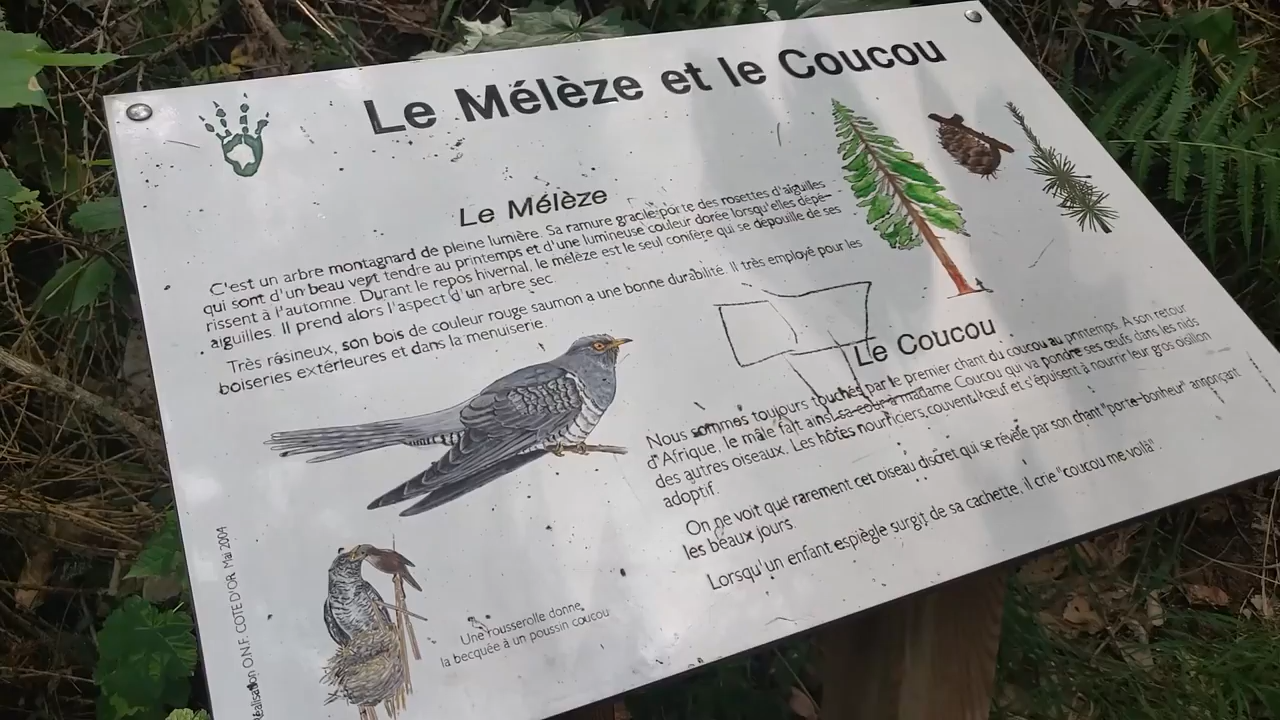 Le Mélèze et le Coucou
Le Mélèze
C'est un arbre montagnard de pleine lumière. Sa ramure gracile porte des rosettes d'aiguilles
qui sont d'un beau vert tendre au printemps et d'une lumineuse couleur dorée lorsqu'elles dépé-
rissent à l'automne. Durant le repos hivernal, le mélèze est le seul conifère qui se dépouille de ses
aiguilles. Il prend alors l'aspect d'un arbre sec.
Très résineux, son bois de couleur rouge saumon a une bonne durabilité. Il très employé pour les
boiseries extérieures et dans la menuiserie.
Le Coucou
Nous sommes toujours touchés par le premier chant du coucou au printemps. A son retour
d'Afrique, le mâle fait ainsi sa cour à madame Coucou qui va pondre ses œufs dans les nids
des autres oiseaux. Les hôtes nourriciers couvent l'œuf et s'épuisent à nourrir leur gros oisillon
adoptif.
On ne voit que rarement cet oiseau discret qui se révèle par son chant "porte-bonheur" annonçant
les beaux jours.
Lorsqu'un enfant espiègle surgit de sa cachette, il crie "coucou me voilà".
Une rousserolle donne
la becquée à un poussin coucou
Réalisation O.N.F. COTE D'OR Mai 2004